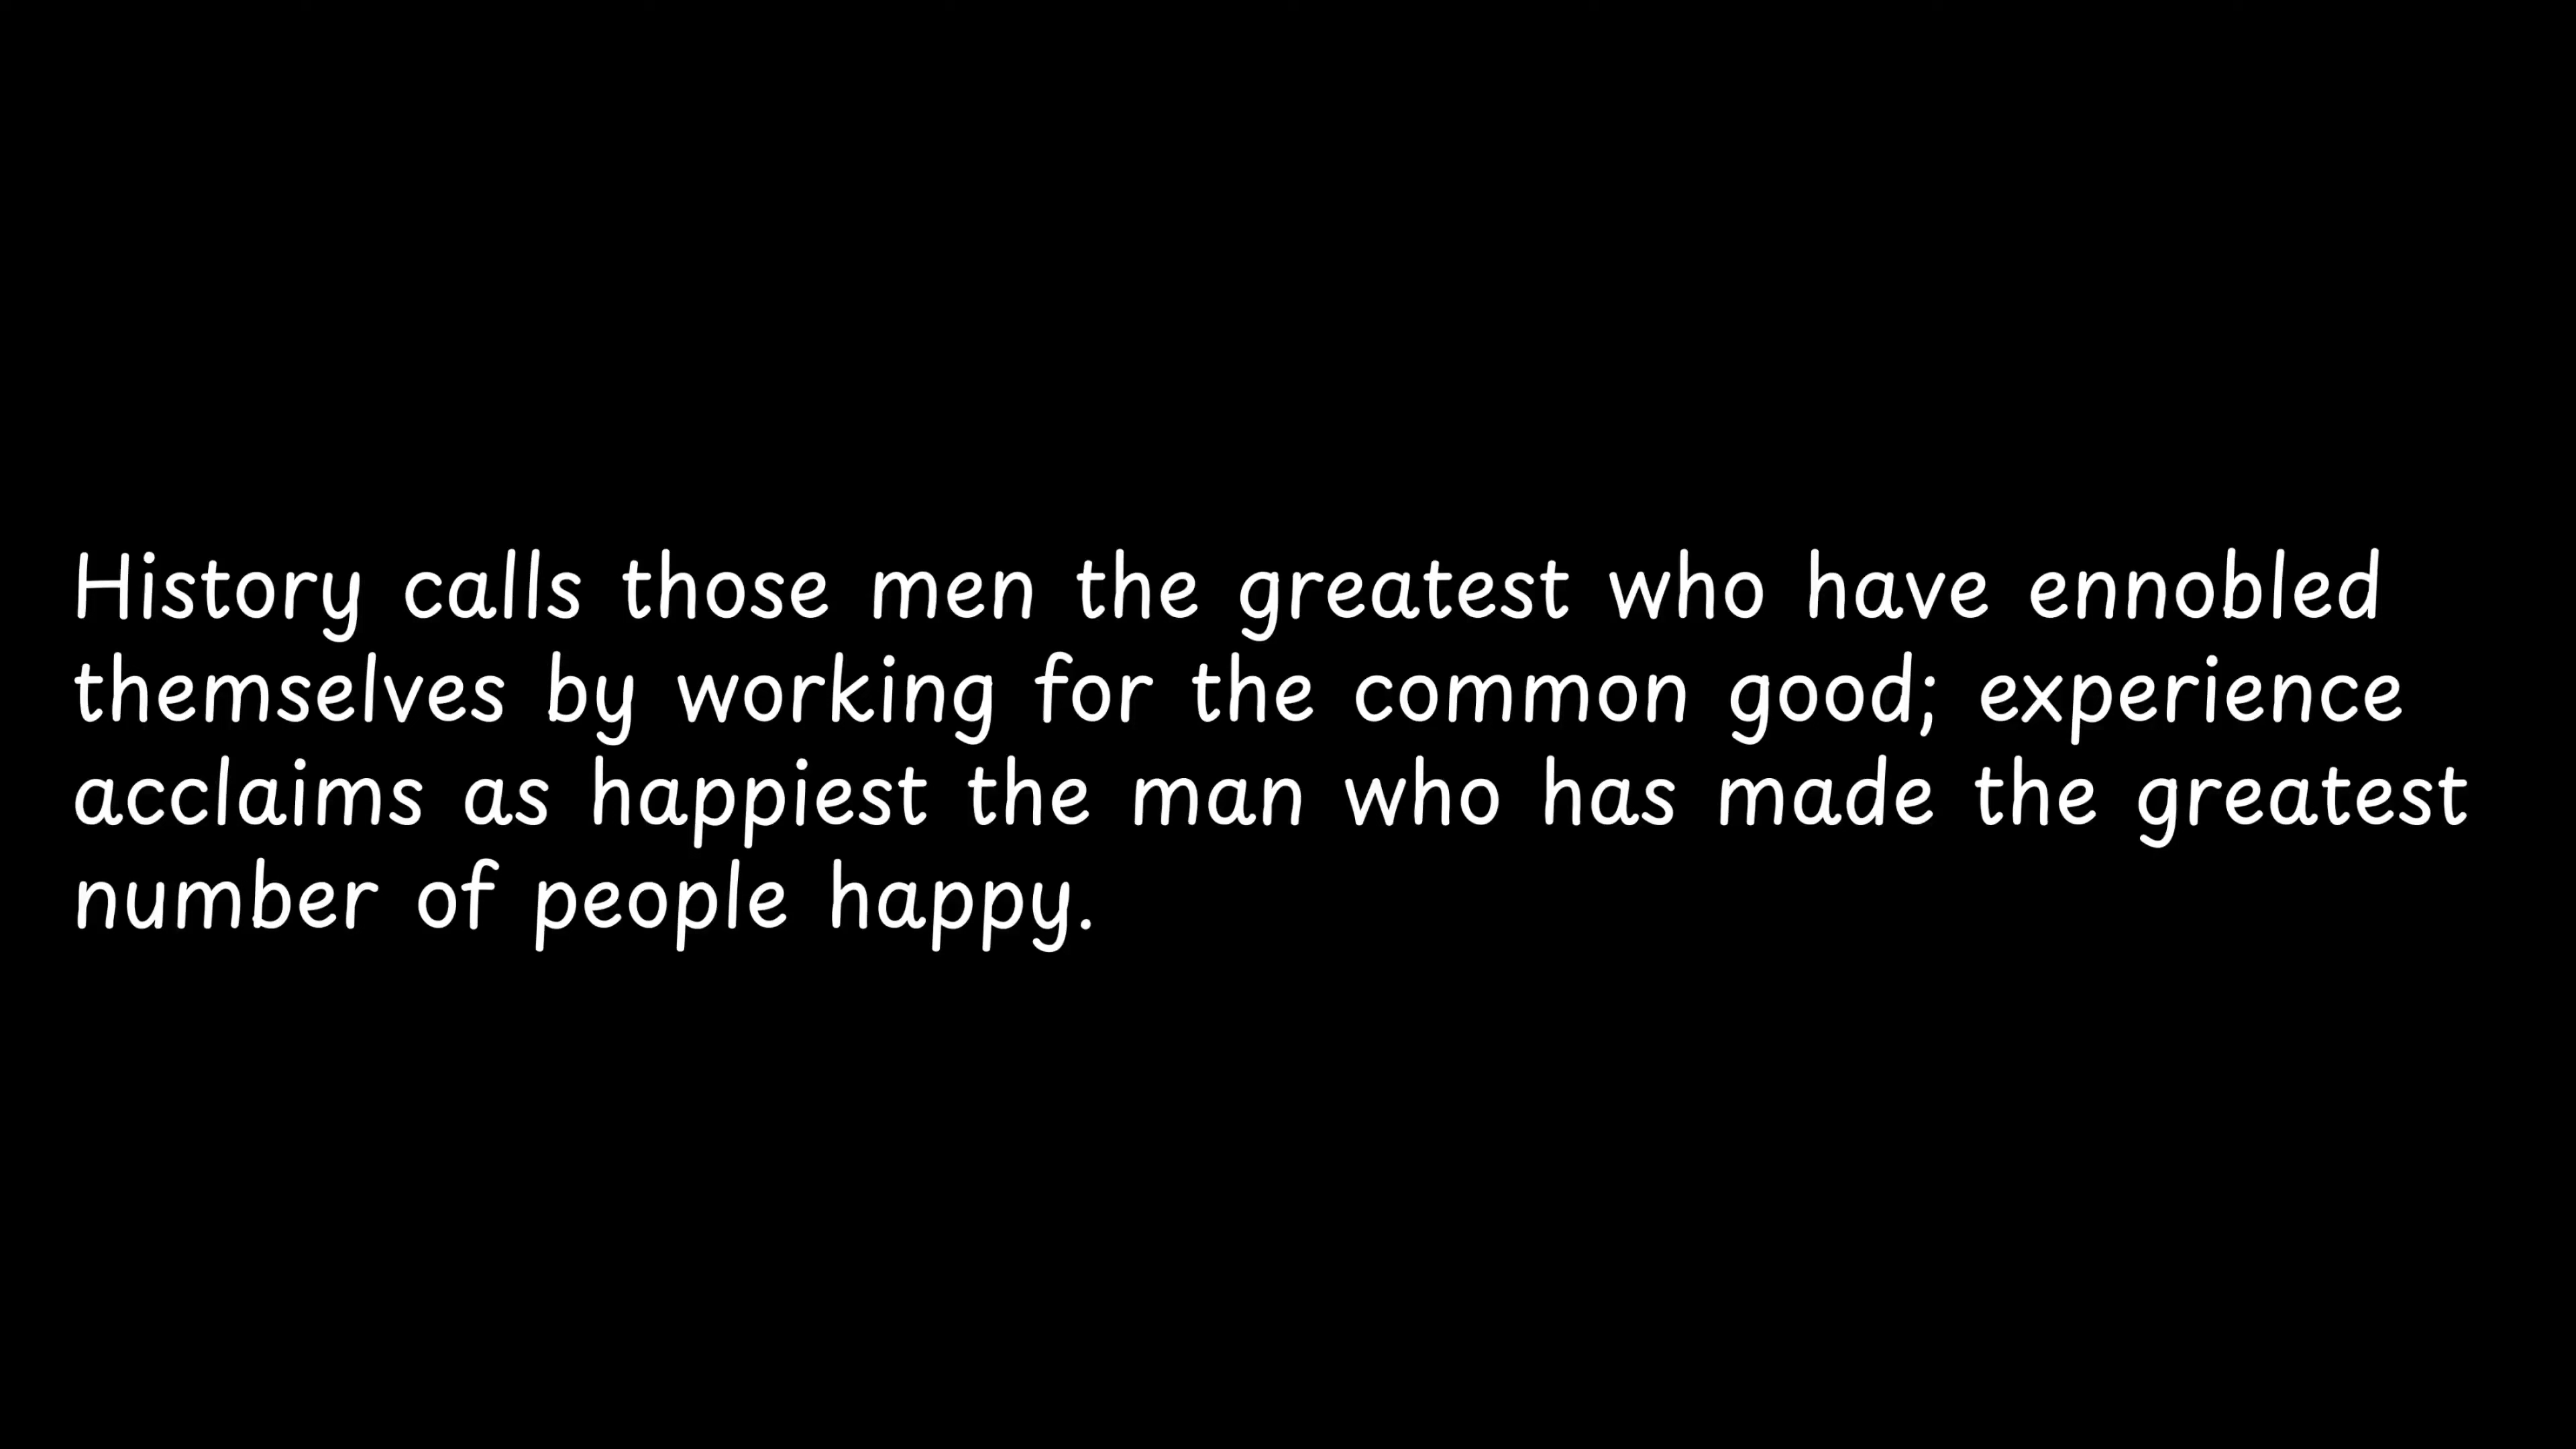 History calls those men the greatest who have ennobled
themselves by working for the common good; experience
acclaims as happiest the man who has made the greatest
number of people happy.